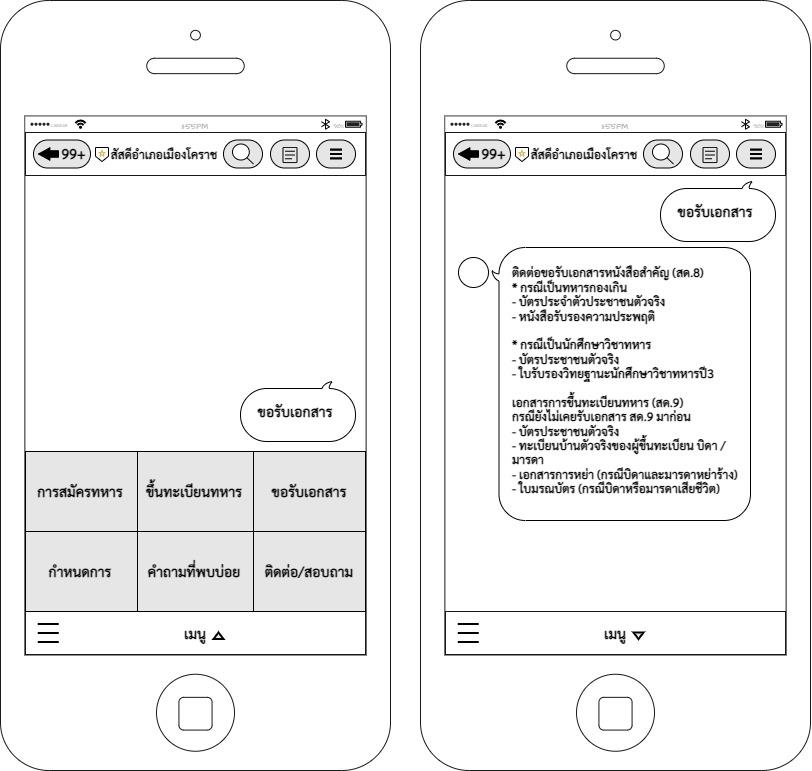 1:55PM
99+ สัสดีอำเภอเมืองโคราช
ขอรับเอกสาร
การสมัครทหาร ขึ้นทะเบียนทหาร ขอรับเอกสาร
กำหนดการ คำถามที่พบบ่อย ติดต่อ/สอบถาม
เมนู
1:55PM
99+ สัสดีอำเภอเมืองโคราช
ขอรับเอกสาร
ติดต่อขอรับเอกสารหนังสือสำคัญ (สด.8)
* กรณีเป็นทหารกองเกิน
- บัตรประจำตัวประชาชนตัวจริง
- หนังสือรับรองความประพฤติ
* กรณีเป็นนักศึกษาวิชาทหาร
- บัตรประชาชนตัวจริง
- ใบรับรองวิทยฐานะนักศึกษาวิชาทหารปี3
เอกสารการขึ้นทะเบียนทหาร (สด.9)
กรณียังไม่เคยรับเอกสาร สด.9 มาก่อน
- บัตรประชาชนตัวจริง
- ทะเบียนบ้านตัวจริงของผู้ขึ้นทะเบียน บิดา /
มารดา
- เอกสารการหย่า (กรณีบิดาและมารดาหย่าร้าง)
- ใบมรณบัตร (กรณีบิดาหรือมารดาเสียชีวิต)
เมนู